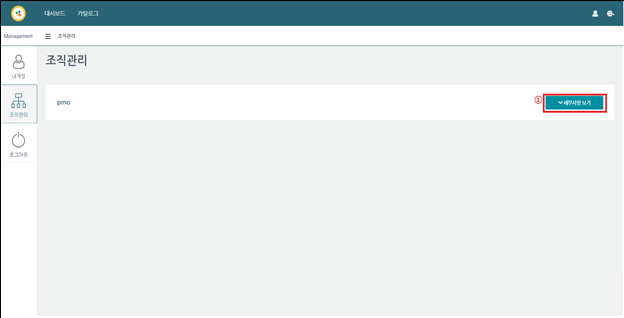 대시보드 카탈로그
Management 조직관리
내계정
조직관리
로그아웃
조직관리
pmo
① 세부사항 보기